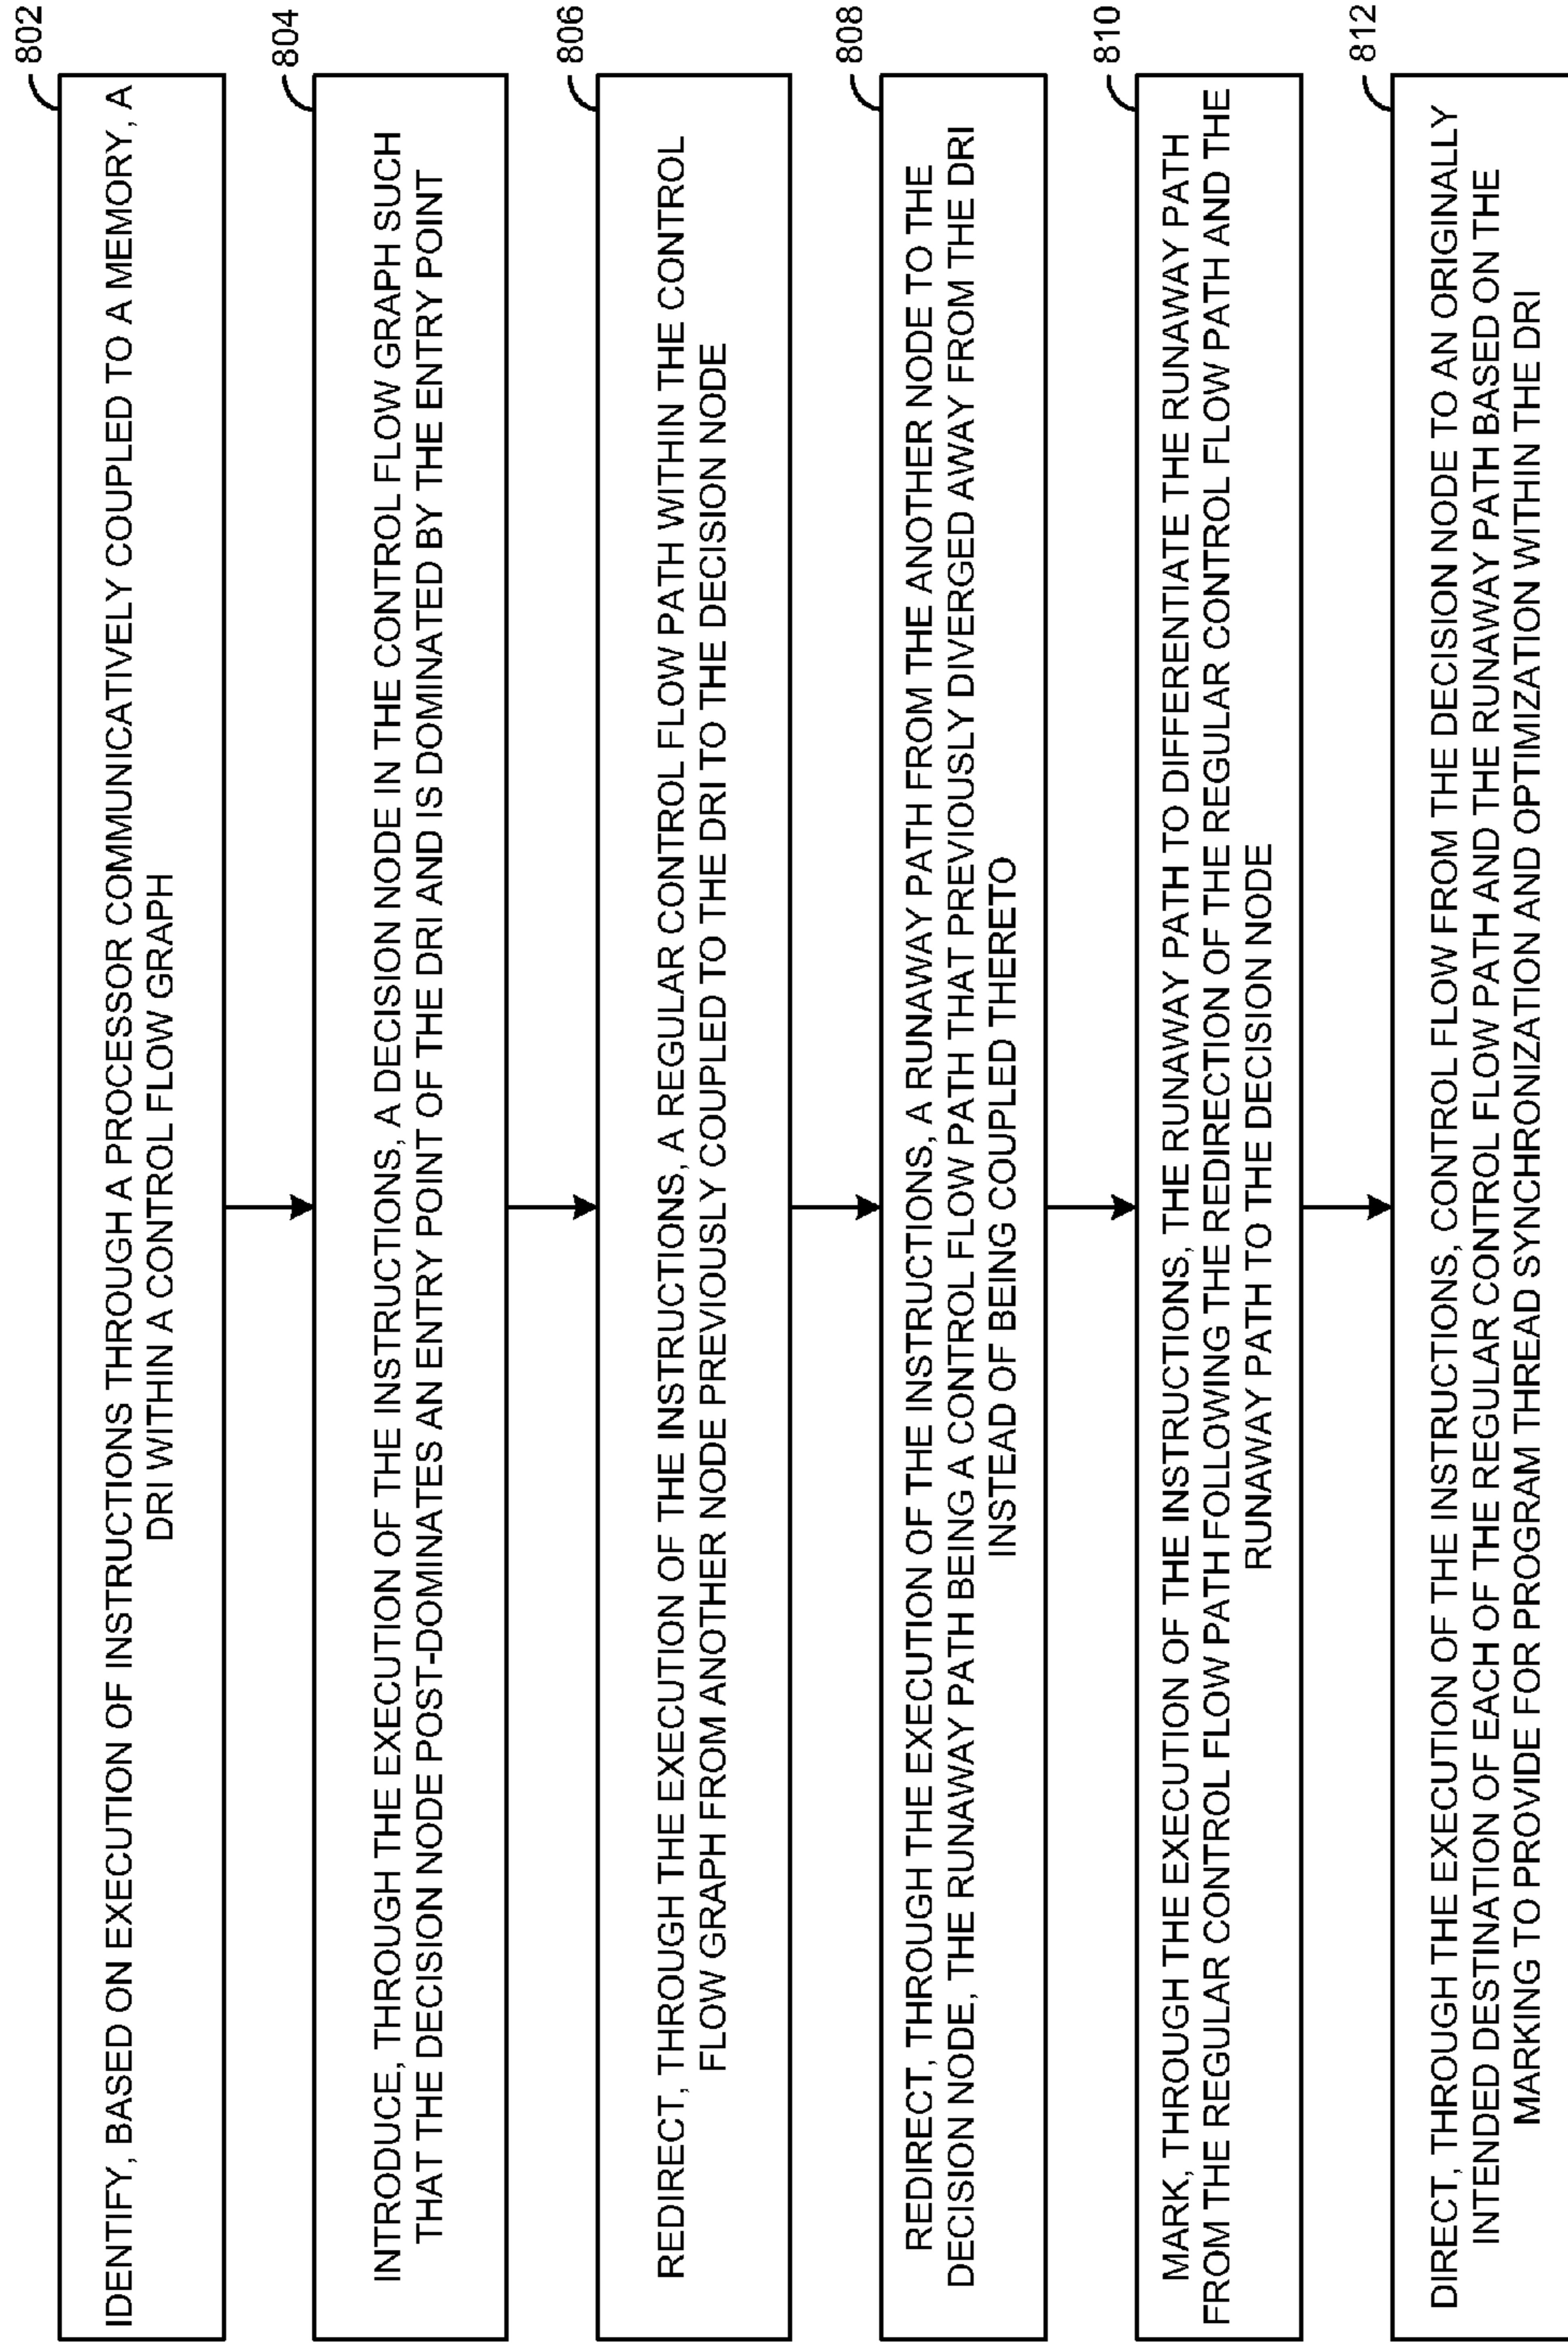 802
IDENTIFY, BASED ON EXECUTION OF INSTRUCTIONS THROUGH A PROCESSOR COMMUNICATIVELY COUPLED TO A MEMORY, A
DRI WITHIN A CONTROL FLOW GRAPH
804
INTRODUCE, THROUGH THE EXECUTION OF THE INSTRUCTIONS, A DECISION NODE IN THE CONTROL FLOW GRAPH SUCH
THAT THE DECISION NODE POST-DOMINATES AN ENTRY POINT OF THE DRI AND IS DOMINATED BY THE ENTRY POINT
806
REDIRECT, THROUGH THE EXECUTION OF THE INSTRUCTIONS, A REGULAR CONTROL FLOW PATH WITHIN THE CONTROL
FLOW GRAPH FROM ANOTHER NODE PREVIOUSLY COUPLED TO THE DRI TO THE DECISION NODE
808
REDIRECT, THROUGH THE EXECUTION OF THE INSTRUCTIONS, A RUNAWAY PATH FROM THE ANOTHER NODE TO THE
DECISION NODE, THE RUNAWAY PATH BEING A CONTROL FLOW PATH THAT PREVIOUSLY DIVERGED AWAY FROM THE DRI
INSTEAD OF BEING COUPLED THERETO
810
MARK, THROUGH THE EXECUTION OF THE INSTRUCTIONS, THE RUNAWAY PATH TO DIFFERENTIATE THE RUNAWAY PATH
FROM THE REGULAR CONTROL FLOW PATH FOLLOWING THE REDIRECTION OF THE REGULAR CONTROL FLOW PATH AND THE
RUNAWAY PATH TO THE DECISION NODE
812
DIRECT, THROUGH THE EXECUTION OF THE INSTRUCTIONS, CONTROL FLOW FROM THE DECISION NODE TO AN ORIGINALLY
INTENDED DESTINATION OF EACH OF THE REGULAR CONTROL FLOW PATH AND THE RUNAWAY PATH BASED ON THE
MARKING TO PROVIDE FOR PROGRAM THREAD SYNCHRONIZATION AND OPTIMIZATION WITHIN THE DRI